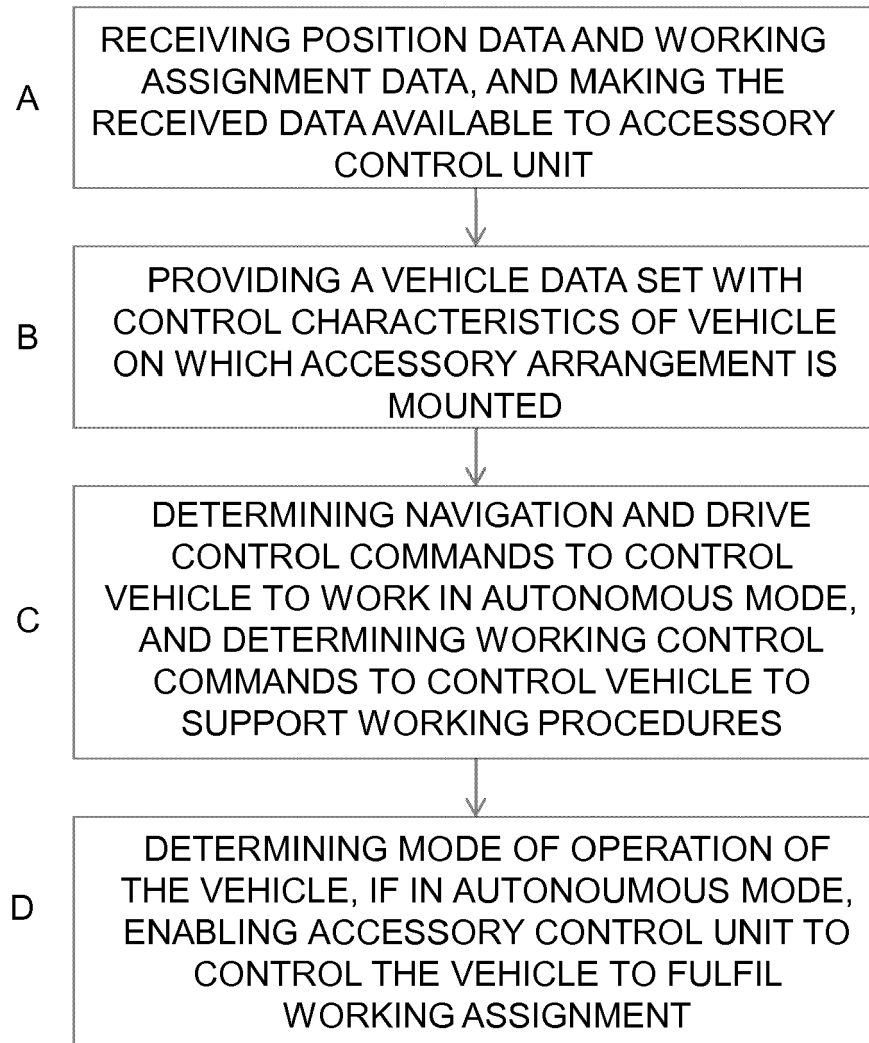 A
RECEIVING POSITION DATA AND WORKING
ASSIGNMENT DATA, AND MAKING THE
RECEIVED DATA AVAILABLE TO ACCESSORY
CONTROL UNIT
B
PROVIDING A VEHICLE DATA SET WITH
CONTROL CHARACTERISTICS OF VEHICLE
ON WHICH ACCESSORY ARRANGEMENT IS
MOUNTED
C
DETERMINING NAVIGATION AND DRIVE
CONTROL COMMANDS TO CONTROL
VEHICLE TO WORK IN AUTONOMOUS MODE,
AND DETERMINING WORKING CONTROL
COMMANDS TO CONTROL VEHICLE TO
SUPPORT WORKING PROCEDURES
D
DETERMINING MODE OF OPERATION OF
THE VEHICLE, IF IN AUTONOUMOUS MODE,
ENABLING ACCESSORY CONTROL UNIT TO
CONTROL THE VEHICLE TO FULFIL
WORKING ASSIGNMENT